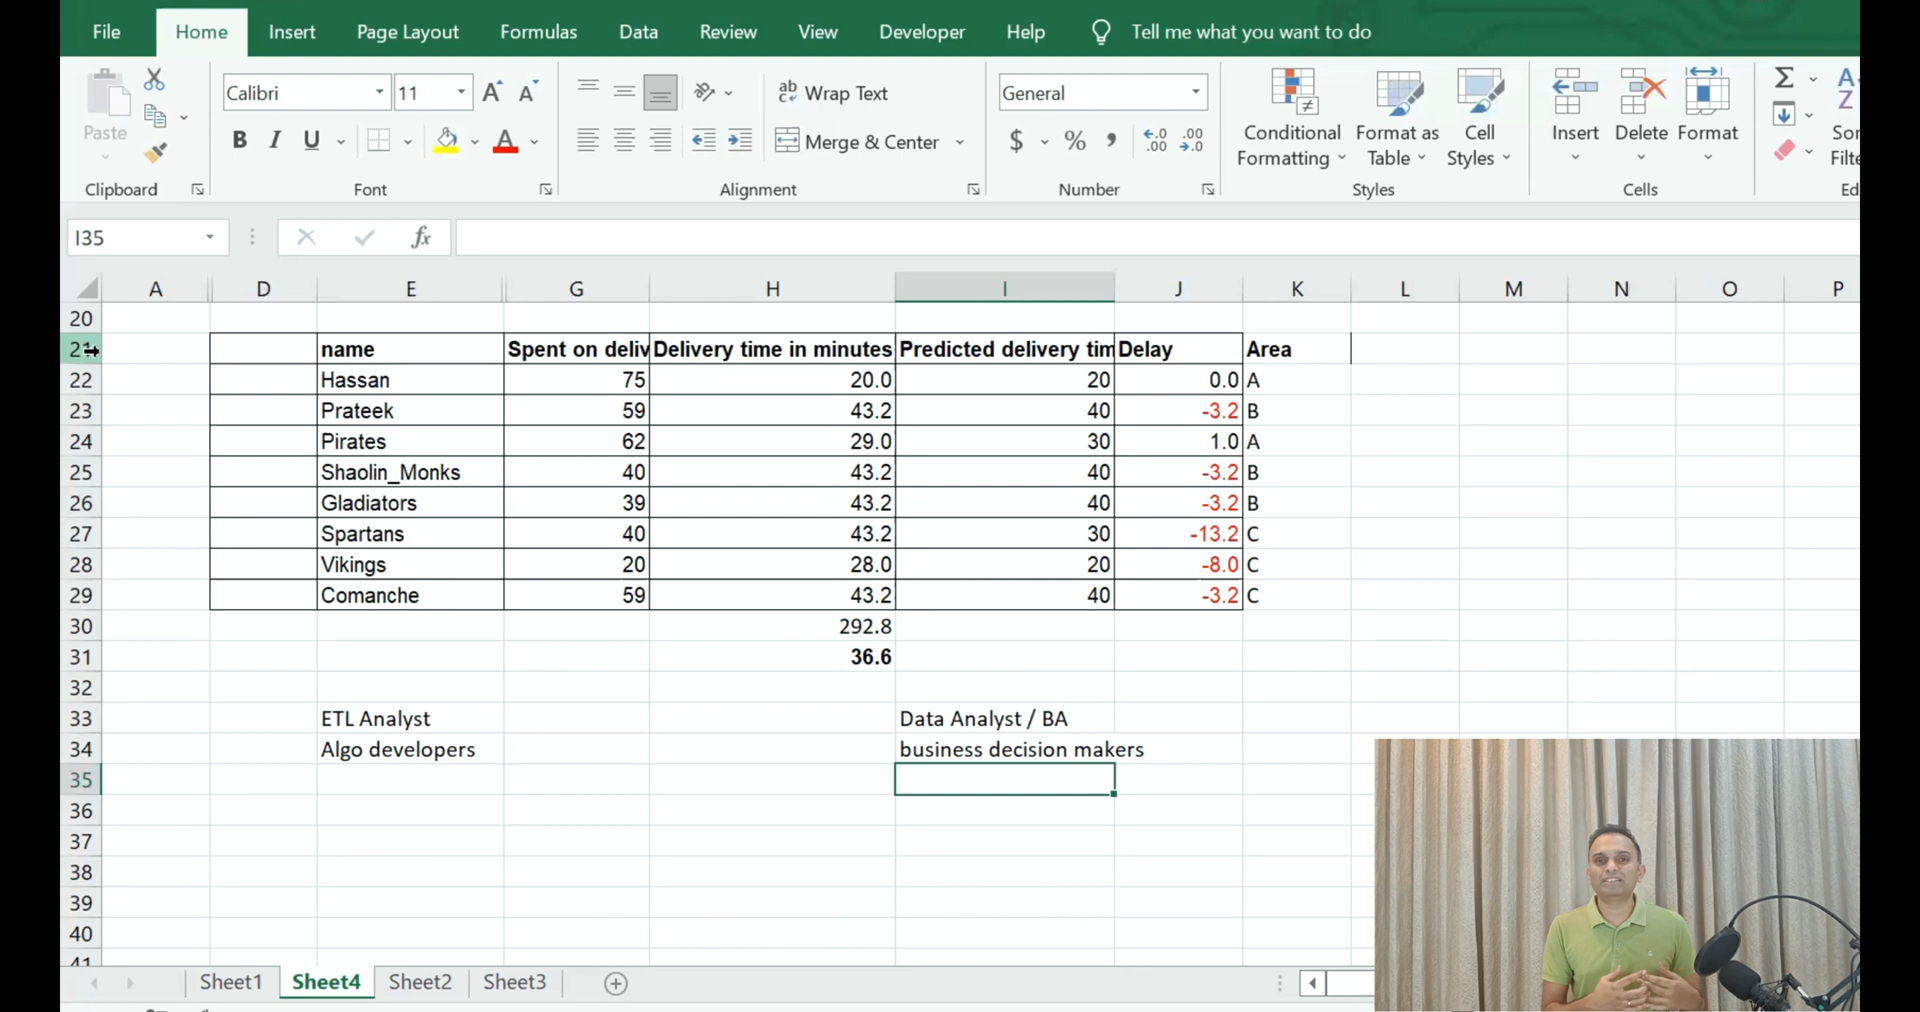 File Home Insert Page Layout Formulas Data Review View Developer Help Tell me what you want to do
Paste
Clipboard
Calibri 11
B I U A
Font
Wrap Text
Merge & Center
Alignment
General
$ % , .00 .00
Number
Conditional Formatting
Format as Table
Cell Styles
Styles
Insert Delete Format
Cells
I35 fx
A D E G H I J K L M N O P
20
21 name Spent on deliv Delivery time in minutes Predicted delivery tim Delay Area
22 Hassan 75 20.0 20 0.0 A
23 Prateek 59 43.2 40 -3.2 B
24 Pirates 62 29.0 30 1.0 A
25 Shaolin_Monks 40 43.2 40 -3.2 B
26 Gladiators 39 43.2 40 -3.2 B
27 Spartans 40 43.2 30 -13.2 C
28 Vikings 20 28.0 20 -8.0 C
29 Comanche 59 43.2 40 -3.2 C
30 292.8
31 36.6
32
33 ETL Analyst Data Analyst / BA
34 Algo developers business decision makers
35
36
37
38
39
40
41
Sheet1 Sheet4 Sheet2 Sheet3